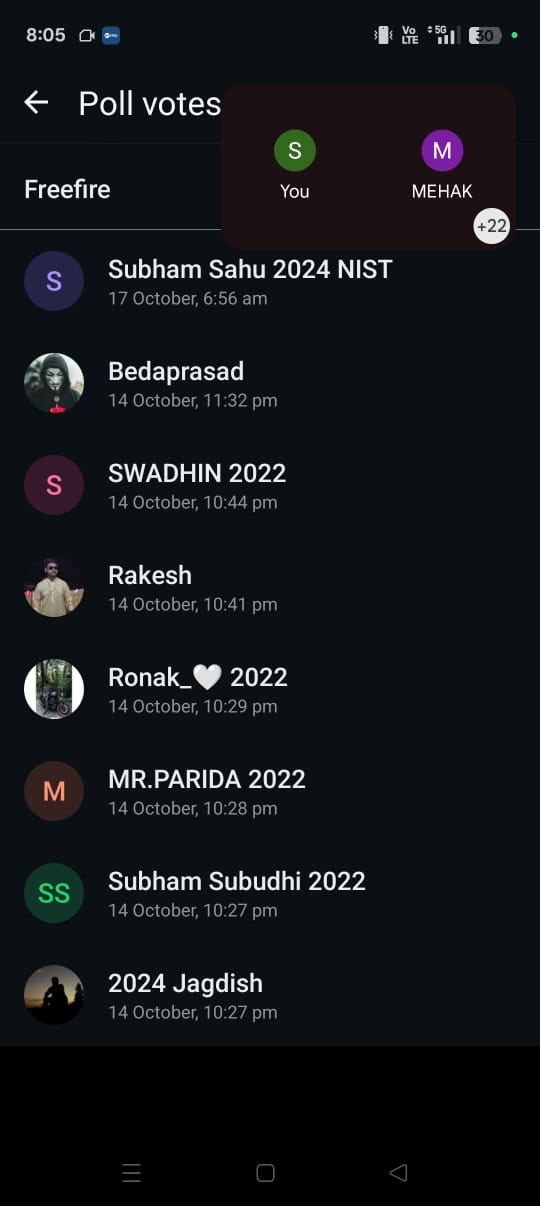 8:05
Vo
LTE
5G
30
Poll votes
S
M
You
MEHAK
+22
Freefire
S
Subham Sahu 2024 NIST
17 October, 6:56 am
Bedaprasad
14 October, 11:32 pm
S
SWADHIN 2022
14 October, 10:44 pm
Rakesh
14 October, 10:41 pm
Ronak_🤍 2022
14 October, 10:29 pm
M
MR.PARIDA 2022
14 October, 10:28 pm
SS
Subham Subudhi 2022
14 October, 10:27 pm
2024 Jagdish
14 October, 10:27 pm